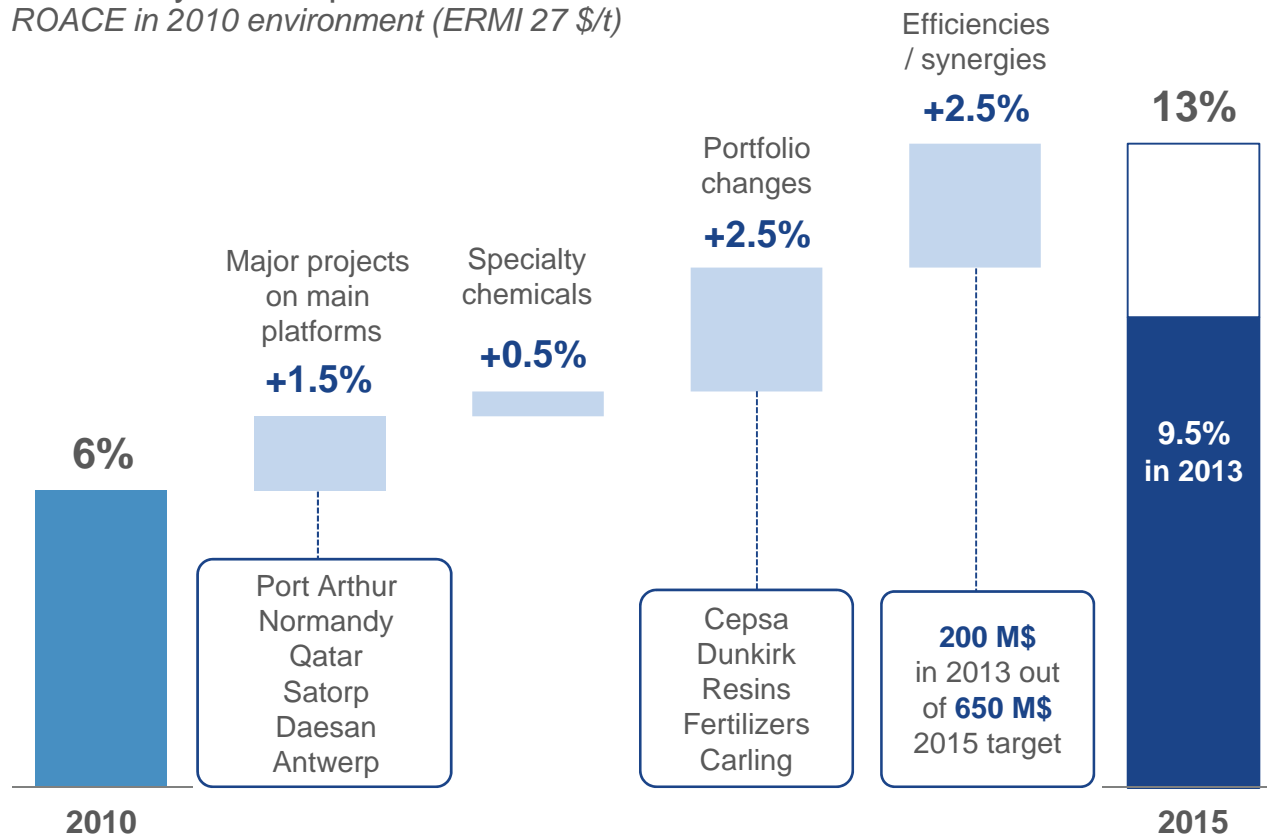 ROACE in 2010 environment (ERMI 27 $/t)
6%
2010
Major projects
on main
platforms
+1.5%
Port Arthur
Normandy
Qatar
Satorp
Daesan
Antwerp
Specialty
chemicals
+0.5%
Portfolio
changes
+2.5%
Cepsa
Dunkirk
Resins
Fertilizers
Carling
Efficiencies
/ synergies
+2.5%
200 M$
in 2013 out
of 650 M$
2015 target
13%
9.5%
in 2013
2015